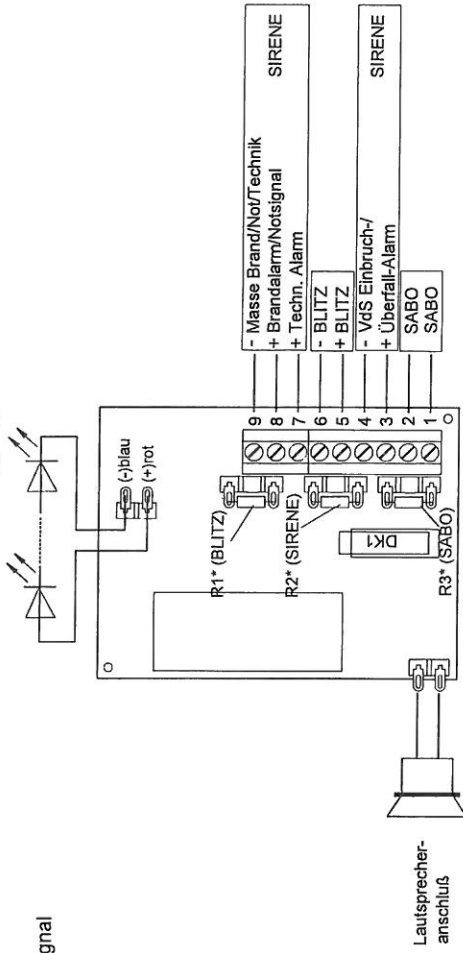 gnal
(-)blau
(+)rot
R1* (BLITZ)
R2* (SIRENE)
R3* (SABO)
DK1
9 - Masse Brand/Not/Technik
8 + Brandalarm/Notsignal SIRENE
7 + Techn. Alarm
6 - BLITZ
5 + BLITZ
4 - VdS Einbruch-/
3 + Überfall-Alarm SIRENE
2 SABO
1 SABO
Lautsprecher-
anschluß